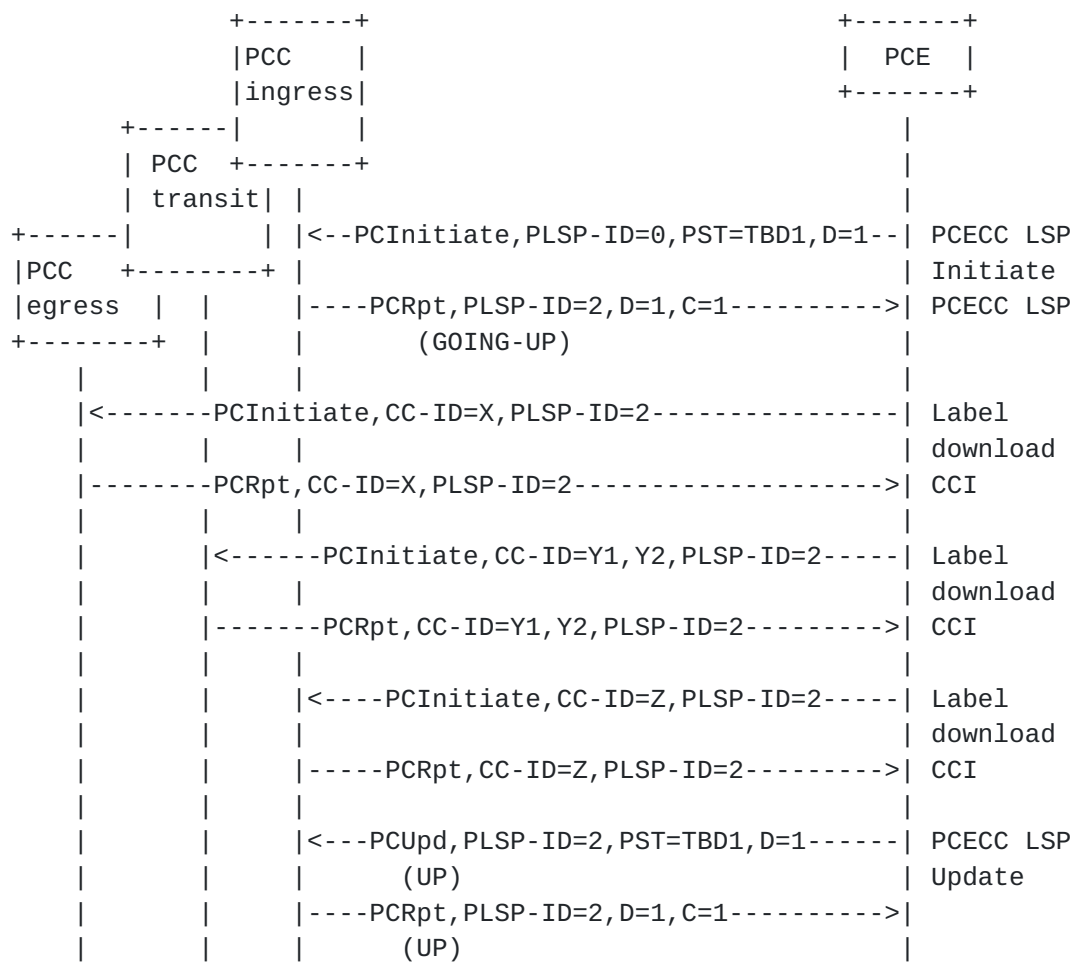 +-------+                              +-------+
               |PCC    |                              |  PCE  |
               |ingress|                              +-------+
        +------|       |                                  |
        | PCC  +-------+                                  |
        | transit| |                                      |
 +------|        | |<--PCInitiate,PLSP-ID=0,PST=TBD1,D=1--| PCECC LSP
 |PCC   +--------+ |                                      | Initiate
 |egress  |  |     |----PCRpt,PLSP-ID=2,D=1,C=1---------->| PCECC LSP
 +--------+  |     |       (GOING-UP)                     |
     |       |     |                                      |
     |<-------PCInitiate,CC-ID=X,PLSP-ID=2----------------| Label
     |       |     |                                      | download
     |--------PCRpt,CC-ID=X,PLSP-ID=2-------------------->| CCI
     |       |     |                                      |
     |       |<------PCInitiate,CC-ID=Y1,Y2,PLSP-ID=2-----| Label
     |       |     |                                      | download
     |       |-------PCRpt,CC-ID=Y1,Y2,PLSP-ID=2--------->| CCI
     |       |     |                                      |
     |       |     |<----PCInitiate,CC-ID=Z,PLSP-ID=2-----| Label
     |       |     |                                      | download
     |       |     |-----PCRpt,CC-ID=Z,PLSP-ID=2--------->| CCI
     |       |     |                                      |
     |       |     |<---PCUpd,PLSP-ID=2,PST=TBD1,D=1------| PCECC LSP
     |       |     |      (UP)                            | Update
     |       |     |----PCRpt,PLSP-ID=2,D=1,C=1---------->|
     |       |     |      (UP)                            |